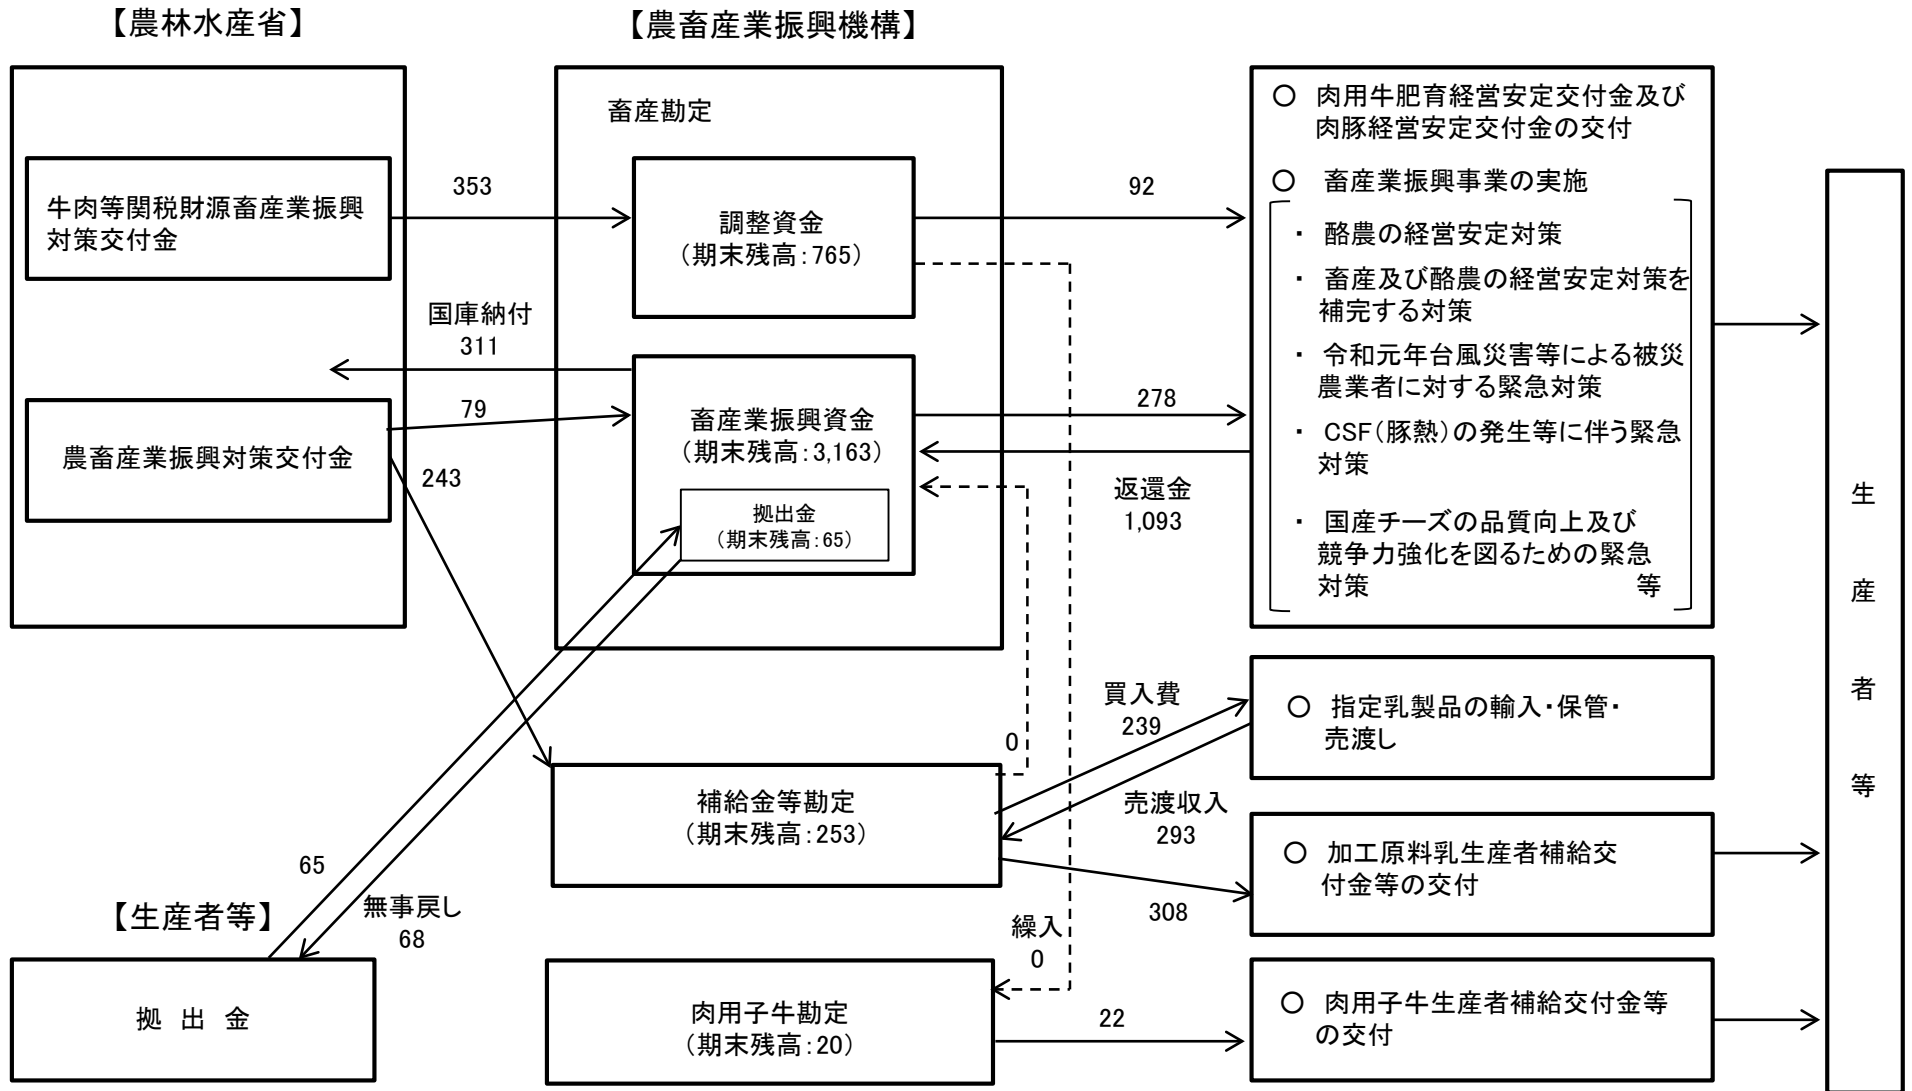 【農林水産省】
【農畜産業振興機構】
牛肉等関税財源畜産業振興
対策交付金
353
国庫納付
311
79
農畜産業振興対策交付金
243
畜産勘定
調整資金
(期末残高:765)
畜産業振興資金
(期末残高:3,163)
拠出金
(期末残高:65)
92
278
返還金
1,093
○ 肉用牛肥育経営安定交付金及び
肉豚経営安定交付金の交付
○ 畜産業振興事業の実施
・ 酪農の経営安定対策
・ 畜産及び酪農の経営安定対策を
補完する対策
・ 令和元年台風災害等による被災
農業者に対する緊急対策
・ CSF(豚熱)の発生等に伴う緊急
対策
・ 国産チーズの品質向上及び
競争力強化を図るための緊急
対策 等
生
産
者
等
0
買入費
239
○ 指定乳製品の輸入・保管・
売渡し
補給金等勘定
(期末残高:253)
売渡収入
293
308
○ 加工原料乳生産者補給交
付金等の交付
65
無事戻し
68
【生産者等】
拠 出 金
繰入
0
肉用子牛勘定
(期末残高:20)
22
○ 肉用子牛生産者補給交付金等
の交付